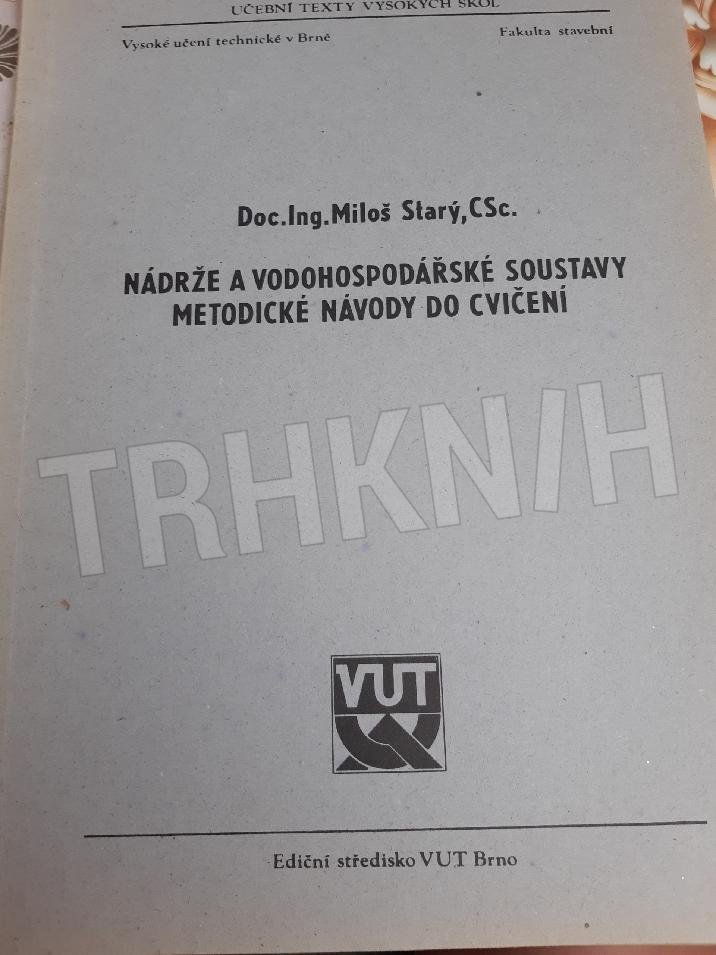 UČEBNÍ TEXTY VYSOKÝCH ŠKOL
Vysoké učení technické v Brně
Fakulta stavební
Doc.Ing.Miloš Starý,CSc.
NÁDRŽE A VODOHOSPODÁŘSKÉ SOUSTAVY
METODICKÉ NÁVODY DO CVIČENÍ
TRHKNIH
VUT
Ediční středisko VUT Brno